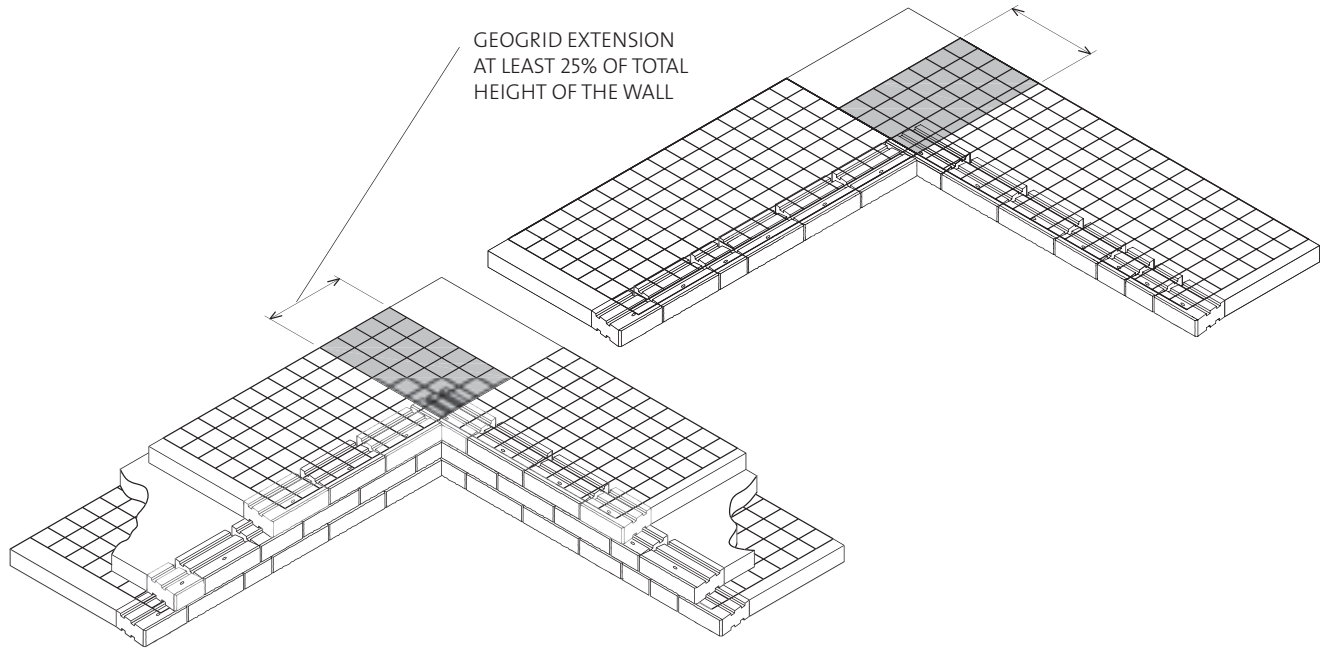 GEOGRID EXTENSION
AT LEAST 25% OF TOTAL
HEIGHT OF THE WALL